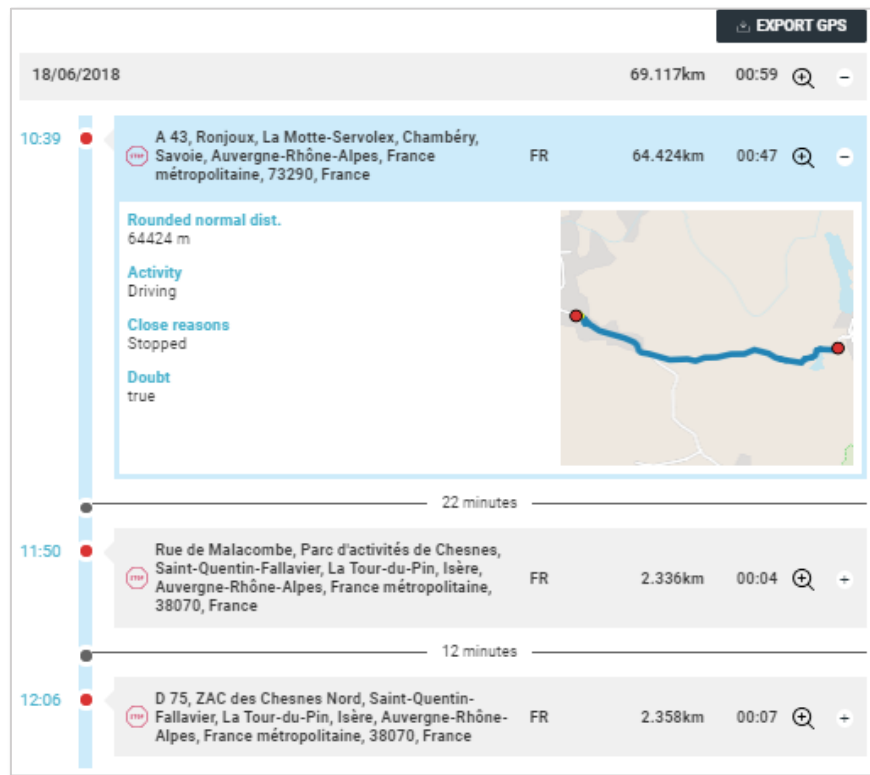 EXPORT GPS
18/06/2018 69.117km 00:59
10:39
A 43, Ronjoux, La Motte-Servolex, Chambéry,
Savoie, Auvergne-Rhône-Alpes, France
métropolitaine, 73290, France
FR 64.424km 00:47
Rounded normal dist.
64424 m
Activity
Driving
Close reasons
Stopped
Doubt
true
22 minutes
11:50
Rue de Malacombe, Parc d'activités de Chesnes,
Saint-Quentin-Fallavier, La Tour-du-Pin, Isère,
Auvergne-Rhône-Alpes, France métropolitaine,
38070, France
FR 2.336km 00:04
12 minutes
12:06
D 75, ZAC des Chesnes Nord, Saint-Quentin-
Fallavier, La Tour-du-Pin, Isère, Auvergne-Rhône-
Alpes, France métropolitaine, 38070, France
FR 2.358km 00:07